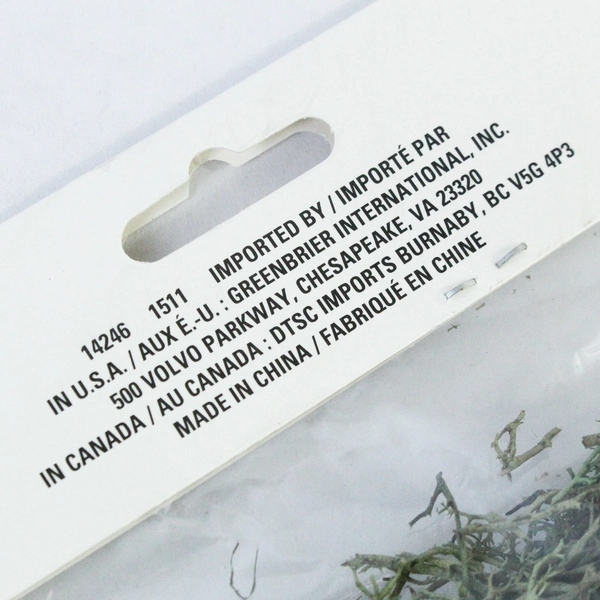 14246 1511 IMPORTED BY / IMPORTÉ PAR
IN U.S.A. / AUX É.-U. : GREENBRIER INTERNATIONAL, INC.
500 VOLVO PARKWAY, CHESAPEAKE, VA 23320
IN CANADA / AU CANADA : DTSC IMPORTS BURNABY, BC V5G 4P3
MADE IN CHINA / FABRIQUÉ EN CHINE